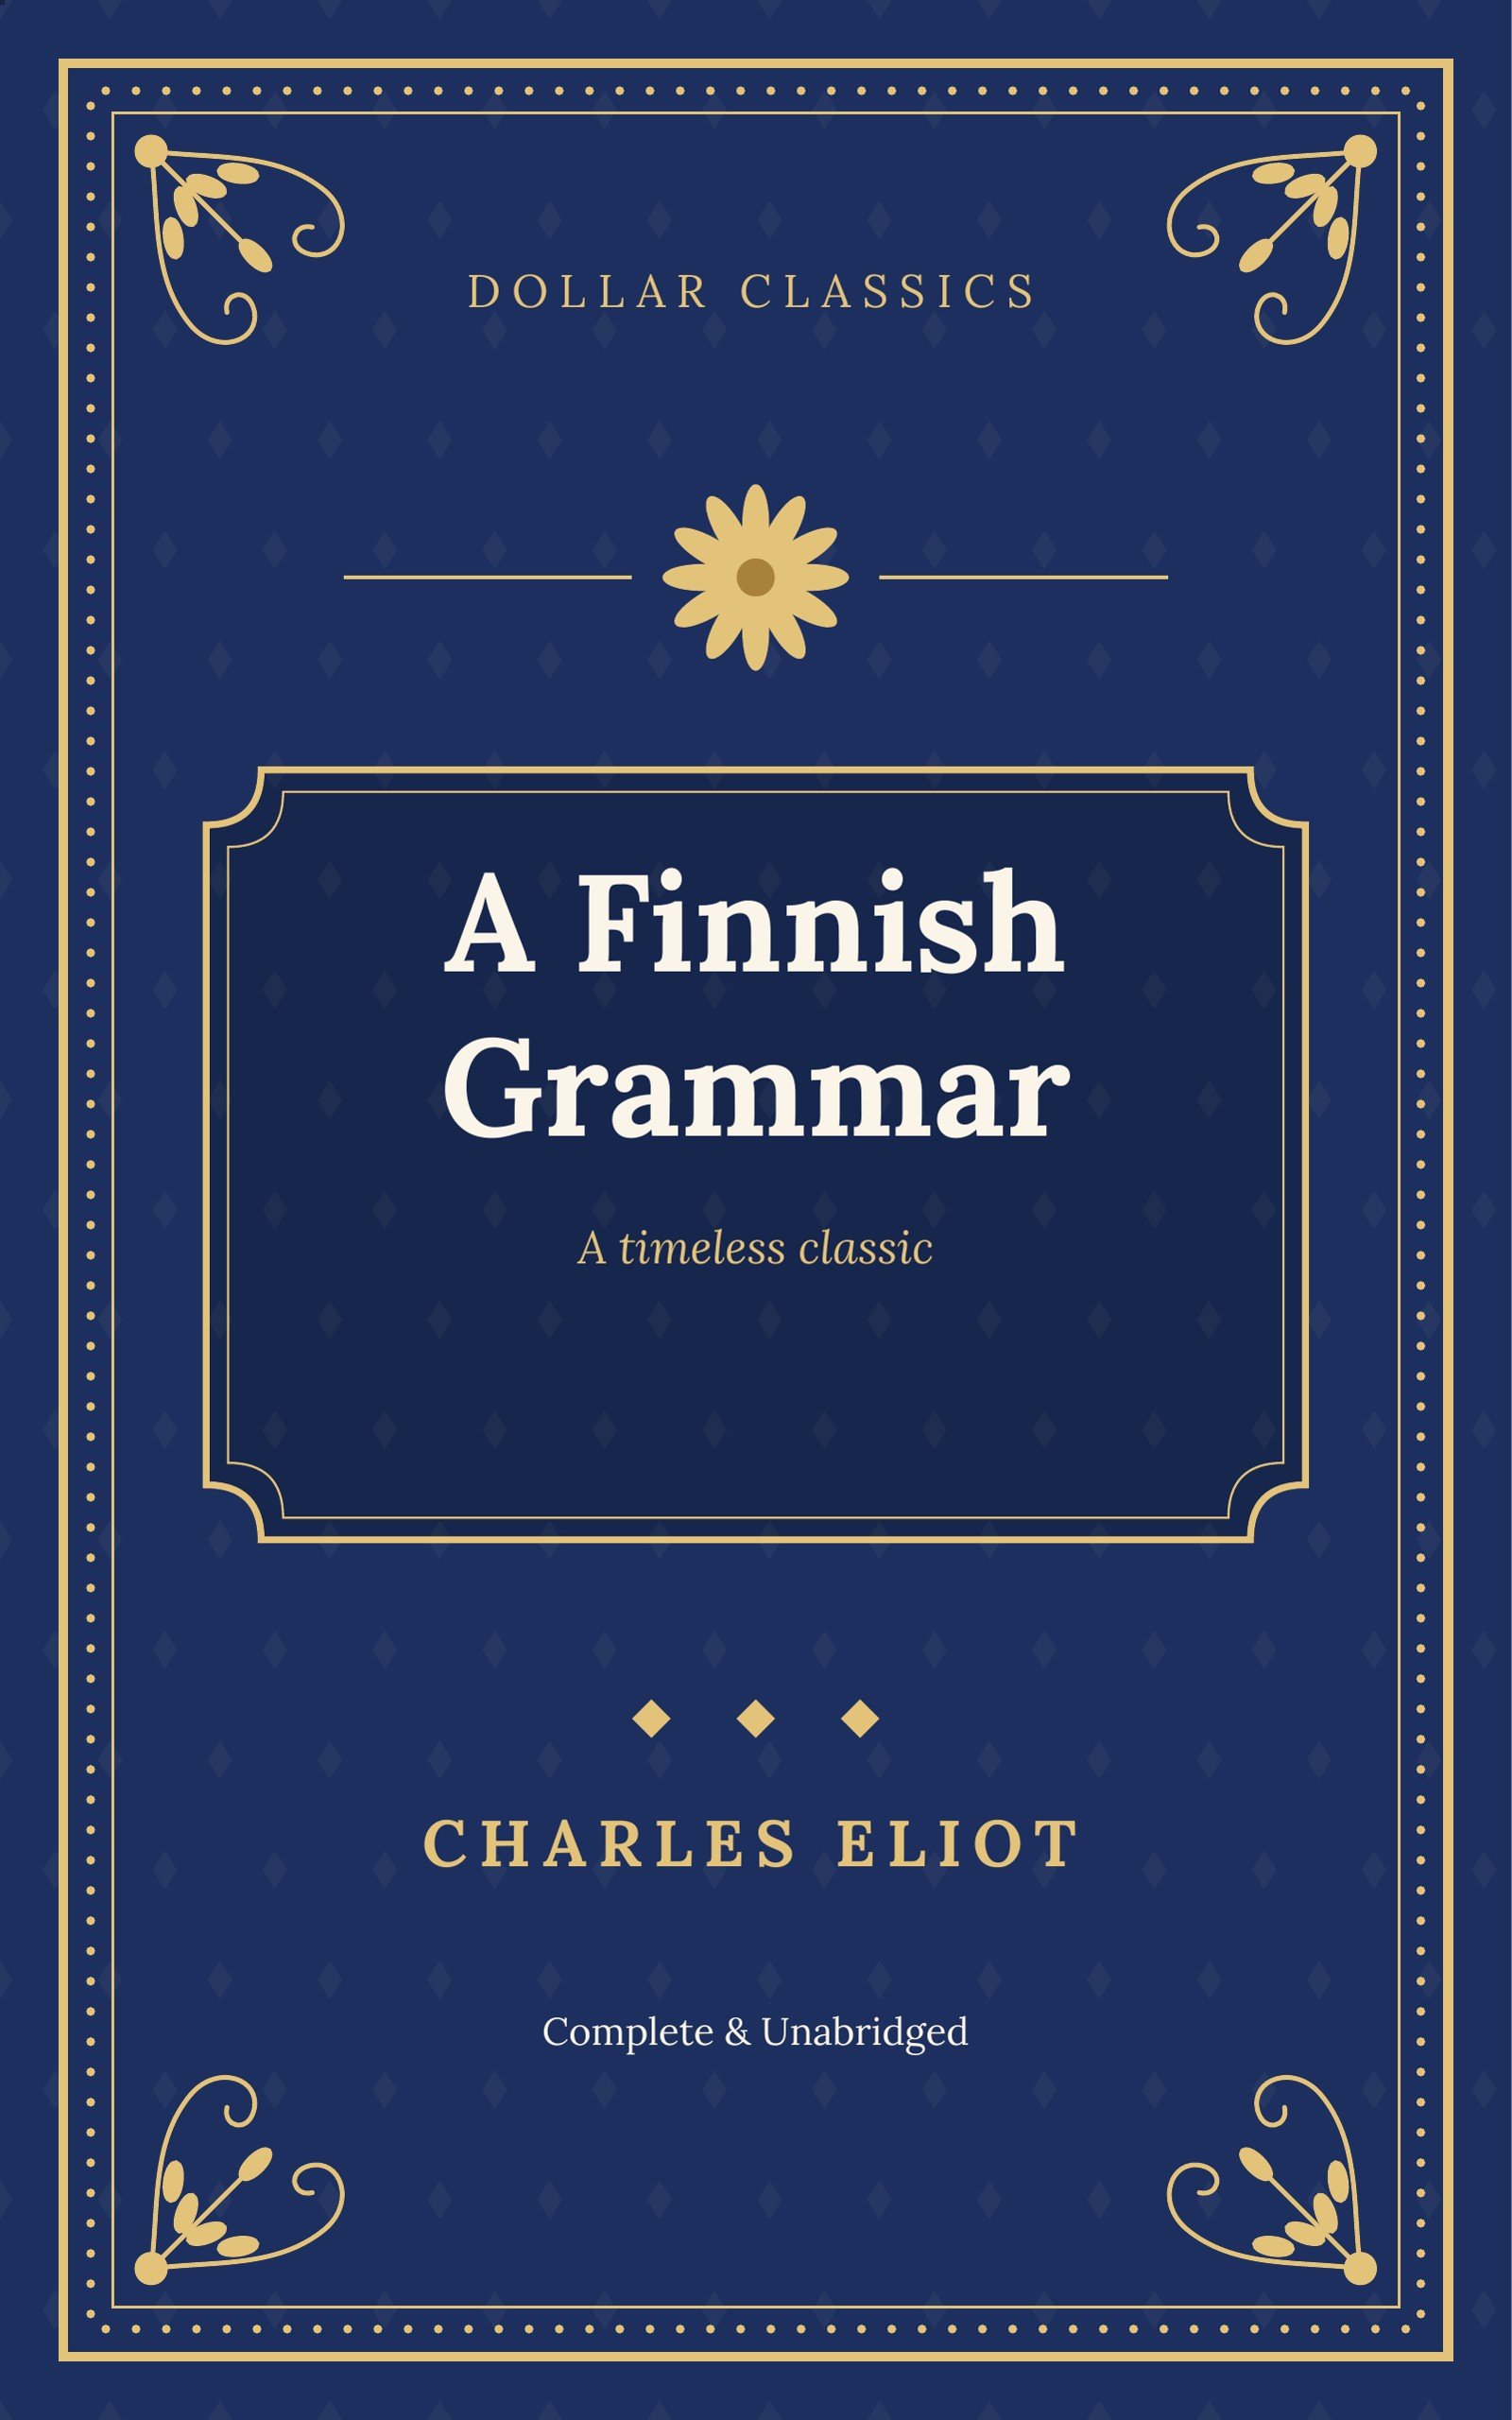 DOLLAR CLASSICS
A Finnish
Grammar
A timeless classic
CHARLES ELIOT
Complete & Unabridged